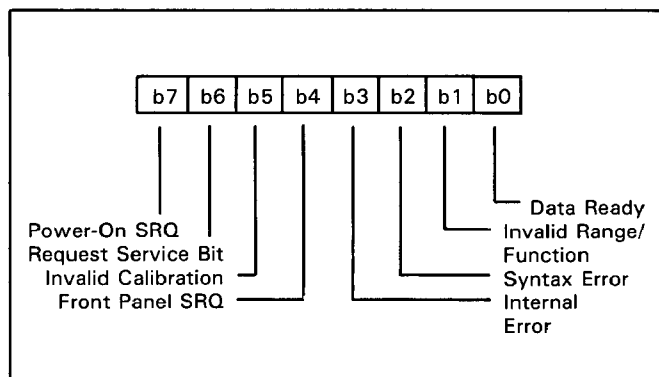 b7 b6 b5 b4 b3 b2 b1 b0
Power-On SRQ
Request Service Bit
Invalid Calibration
Front Panel SRQ
Data Ready
Invalid Range/
Function
Syntax Error
Internal
Error